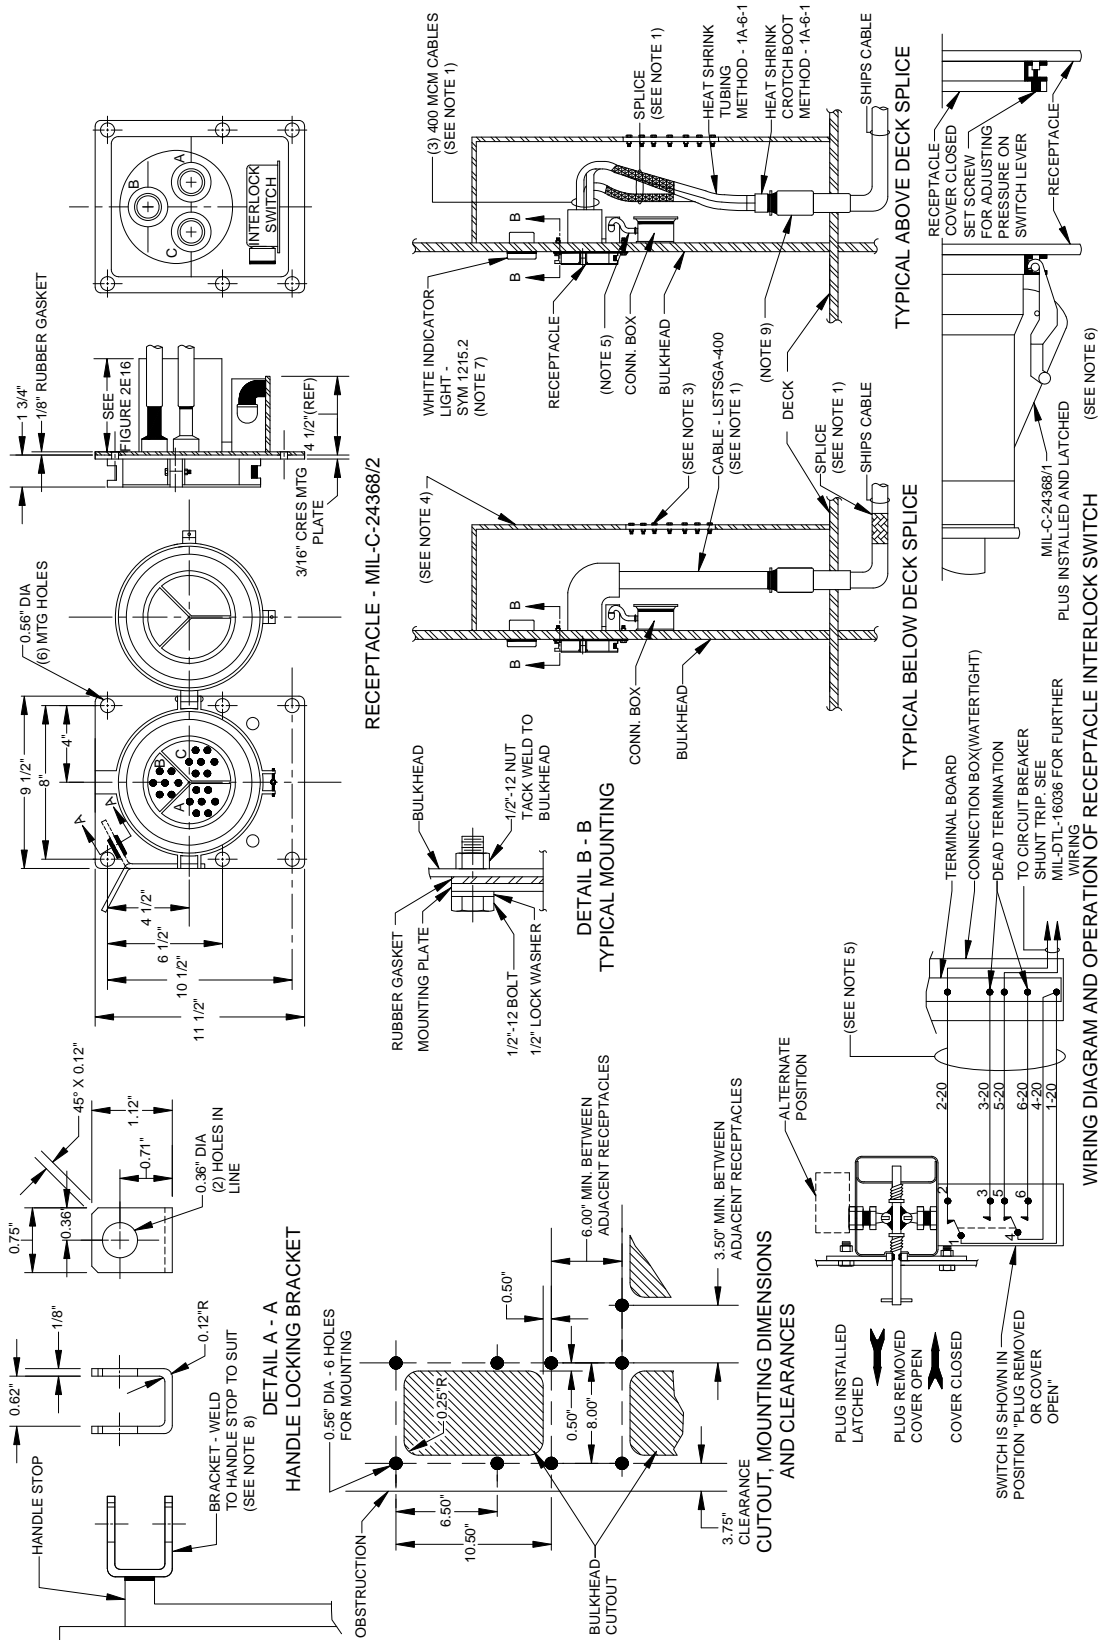 HANDLE STOP
BRACKET - WELD
TO HANDLE STOP TO SUIT
(SEE NOTE 8)
0.62"
1/8"
0.12"R
0.75"
0.36"
45° X 0.12"
1.12"
0.71"
0.36" DIA
(2) HOLES IN
LINE
DETAIL A - A
HANDLE LOCKING BRACKET
11 1/2"
10 1/2"
6 1/2"
4 1/2"
9 1/2"
8"
4"
0.56" DIA
(6) MTG HOLES
A
A
A
B
C
1 3/4"
1/8" RUBBER GASKET
SEE
FIGURE 2E16
4 1/2"(REF)
3/16" CRES MTG
PLATE
A
B
C
INTERLOCK
SWITCH
RECEPTACLE - MIL-C-24368/2
OBSTRUCTION
0.56" DIA - 6 HOLES
FOR MOUNTING
0.25"R
0.50"
6.50"
10.50"
0.50"
8.00"
6.00" MIN. BETWEEN
ADJACENT RECEPTACLES
3.50" MIN. BETWEEN
ADJACENT RECEPTACLES
3.75"
CLEARANCE
BULKHEAD
CUTOUT
CUTOUT, MOUNTING DIMENSIONS
AND CLEARANCES
RUBBER GASKET
MOUNTING PLATE
1/2"-12 BOLT
1/2" LOCK WASHER
BULKHEAD
1/2"-12 NUT
TACK WELD TO
BULKHEAD
DETAIL B - B
TYPICAL MOUNTING
(SEE NOTE 4)
B
B
CONN. BOX
BULKHEAD
(SEE NOTE 3)
CABLE - LSTSGA-400
(SEE NOTE 1)
DECK
SPLICE
(SEE NOTE 1)
SHIPS CABLE
TYPICAL BELOW DECK SPLICE
WHITE INDICATOR
LIGHT -
SYM 1215.2
(NOTE 7)
B
B
RECEPTACLE
(NOTE 5)
CONN. BOX
BULKHEAD
(NOTE 9)
(3) 400 MCM CABLES
(SEE NOTE 1)
SPLICE
(SEE NOTE 1)
HEAT SHRINK
TUBING
METHOD - 1A-6-1
HEAT SHRINK
CROTCH BOOT
METHOD - 1A-6-1
SHIPS CABLE
TYPICAL ABOVE DECK SPLICE
PLUG INSTALLED
LATCHED
PLUG REMOVED
COVER OPEN
COVER CLOSED
SWITCH IS SHOWN IN
POSITION "PLUG REMOVED
OR COVER
OPEN"
ALTERNATE
POSITION
1
2
3
5
4
6
2-20
3-20
5-20
6-20
4-20
1-20
(SEE NOTE 5)
TERMINAL BOARD
CONNECTION BOX(WATERTIGHT)
DEAD TERMINATION
TO CIRCUIT BREAKER
SHUNT TRIP. SEE
MIL-DTL-16036 FOR FURTHER
WIRING
MIL-C-24368/1
PLUS INSTALLED AND LATCHED
(SEE NOTE 6)
RECEPTACLE
COVER CLOSED
SET SCREW
FOR ADJUSTING
PRESSURE ON
SWITCH LEVER
RECEPTACLE
WIRING DIAGRAM AND OPERATION OF RECEPTACLE INTERLOCK SWITCH